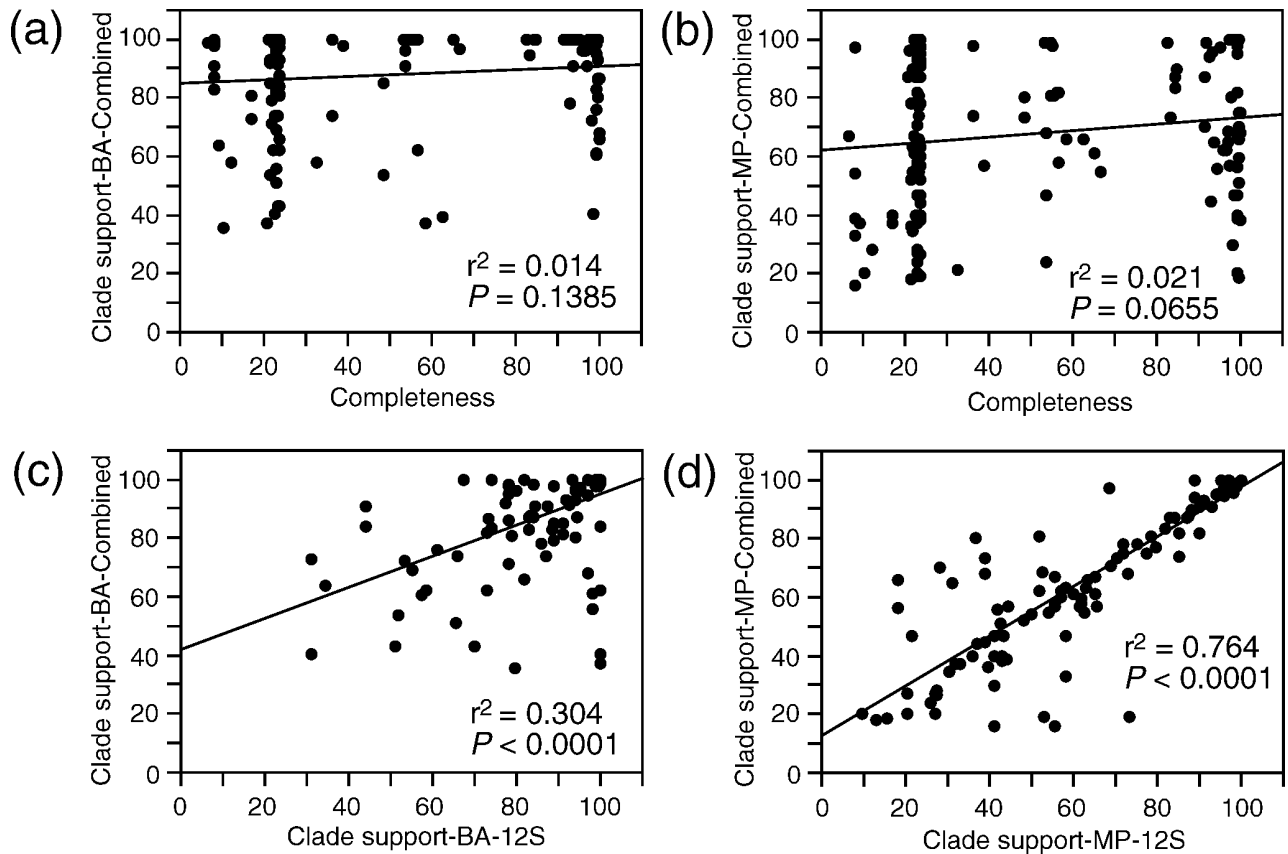 (a)
Clade support-BA-Combined
100
80
60
40
20
0
r² = 0.014
P = 0.1385
0 20 40 60 80 100
Completeness
(b)
Clade support-MP-Combined
100
80
60
40
20
0
r² = 0.021
P = 0.0655
0 20 40 60 80 100
Completeness
(c)
Clade support-BA-Combined
100
80
60
40
20
0
r² = 0.304
P < 0.0001
0 20 40 60 80 100
Clade support-BA-12S
(d)
Clade support-MP-Combined
100
80
60
40
20
0
r² = 0.764
P < 0.0001
0 20 40 60 80 100
Clade support-MP-12S